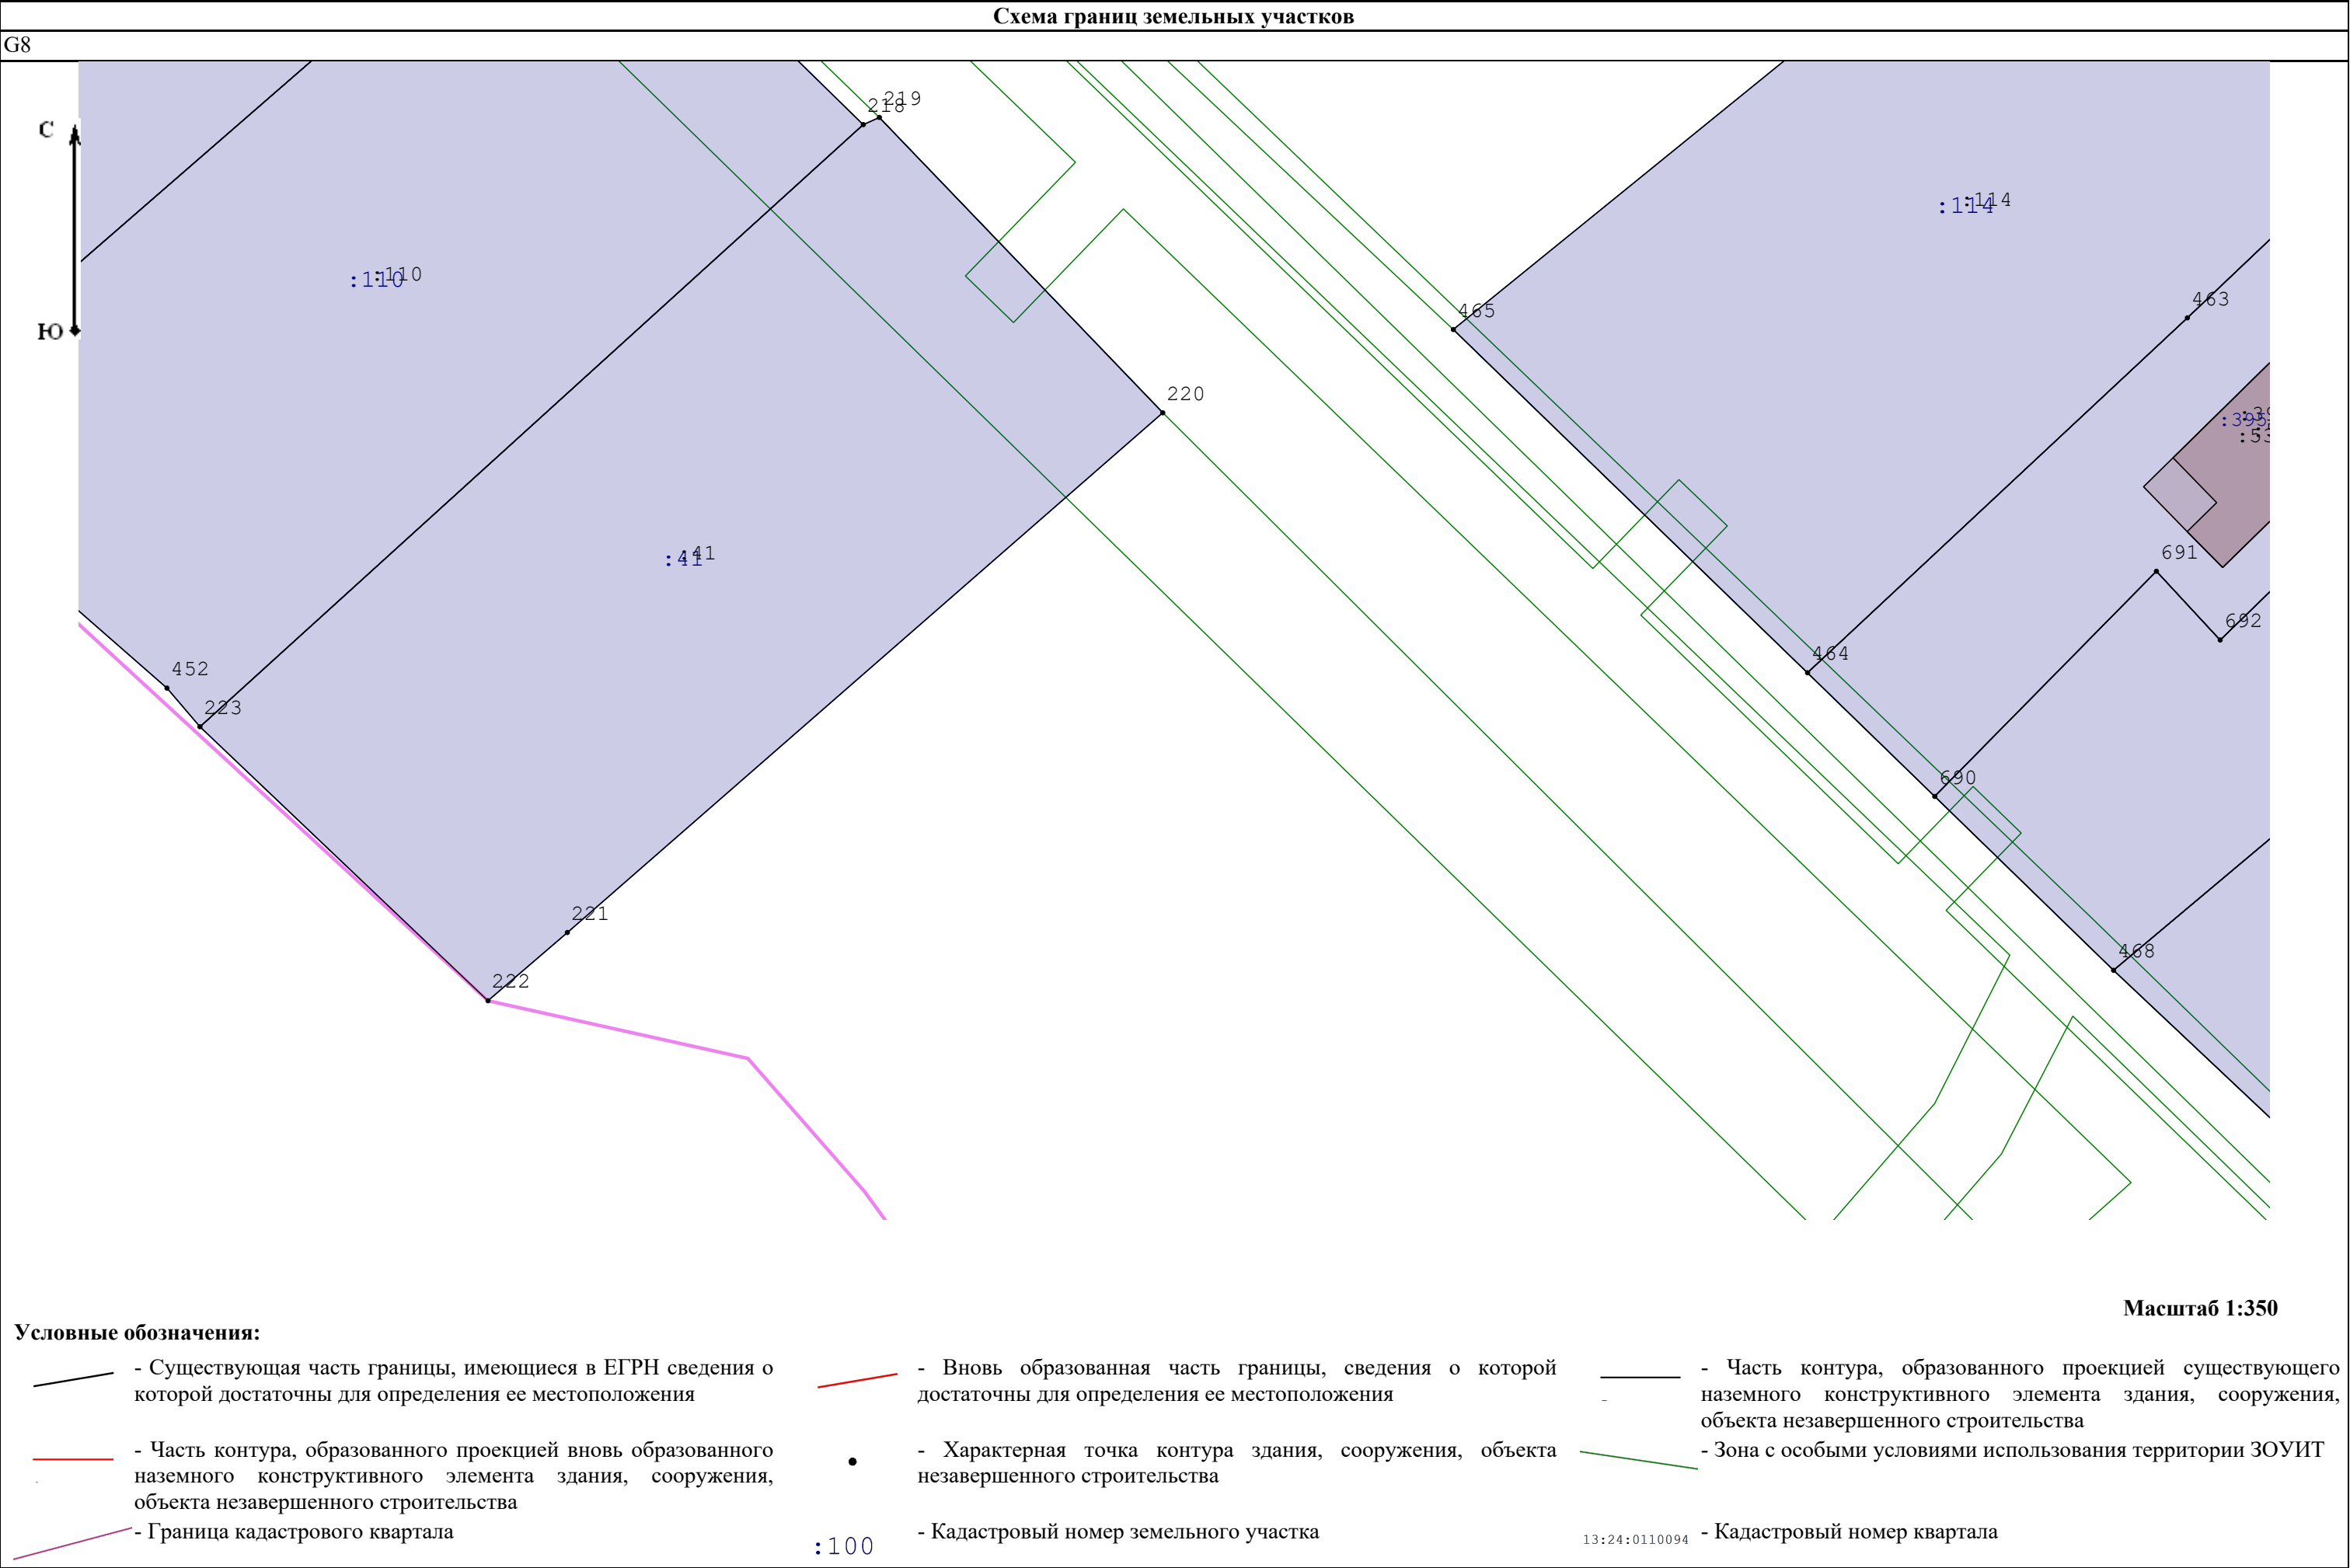 Схема границ земельных участков
G8
С
Ю
218
219
:114
:114
:110
:110
465
463
220
:395
:41
:41
691
692
452
464
223
690
221
468
222
Масштаб 1:350
Условные обозначения:
- Существующая часть границы, имеющиеся в ЕГРН сведения о
которой достаточны для определения ее местоположения
- Вновь образованная часть границы, сведения о которой
достаточны для определения ее местоположения
- Часть контура, образованного проекцией существующего
наземного конструктивного элемента здания, сооружения,
объекта незавершенного строительства
- Часть контура, образованного проекцией вновь образованного
наземного конструктивного элемента здания, сооружения,
объекта незавершенного строительства
- Характерная точка контура здания, сооружения, объекта
незавершенного строительства
- Зона с особыми условиями использования территории ЗОУИТ
- Граница кадастрового квартала
:100
- Кадастровый номер земельного участка
13:24:0110094
- Кадастровый номер квартала